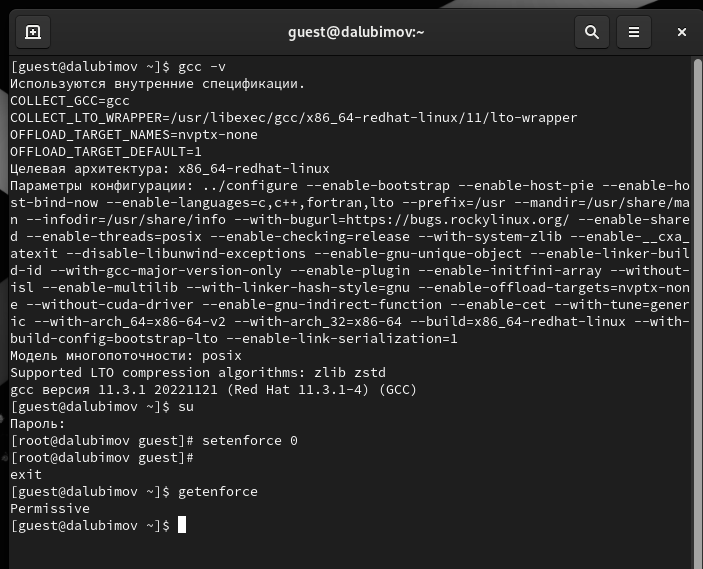 guest@dalubimov:~
[guest@dalubimov ~]$ gcc -v
Используются внутренние спецификации.
COLLECT_GCC=gcc
COLLECT_LTO_WRAPPER=/usr/libexec/gcc/x86_64-redhat-linux/11/lto-wrapper
OFFLOAD_TARGET_NAMES=nvptx-none
OFFLOAD_TARGET_DEFAULT=1
Целевая архитектура: x86_64-redhat-linux
Параметры конфигурации: ../configure --enable-bootstrap --enable-host-pie --enable-ho
st-bind-now --enable-languages=c,c++,fortran,lto --prefix=/usr --mandir=/usr/share/ma
n --infodir=/usr/share/info --with-bugurl=https://bugs.rockylinux.org/ --enable-share
d --enable-threads=posix --enable-checking=release --with-system-zlib --enable-__cxa_
atexit --disable-libunwind-exceptions --enable-gnu-unique-object --enable-linker-buil
d-id --with-gcc-major-version-only --enable-plugin --enable-initfini-array --without-
isl --enable-multilib --with-linker-hash-style=gnu --enable-offload-targets=nvptx-non
e --without-cuda-driver --enable-gnu-indirect-function --enable-cet --with-tune=gener
ic --with-arch_64=x86-64-v2 --with-arch_32=x86-64 --build=x86_64-redhat-linux --with-
build-config=bootstrap-lto --enable-link-serialization=1
Модель многопоточности: posix
Supported LTO compression algorithms: zlib zstd
gcc версия 11.3.1 20221121 (Red Hat 11.3.1-4) (GCC)
[guest@dalubimov ~]$ su
Пароль:
[root@dalubimov guest]# setenforce 0
[root@dalubimov guest]#
exit
[guest@dalubimov ~]$ getenforce
Permissive
[guest@dalubimov ~]$